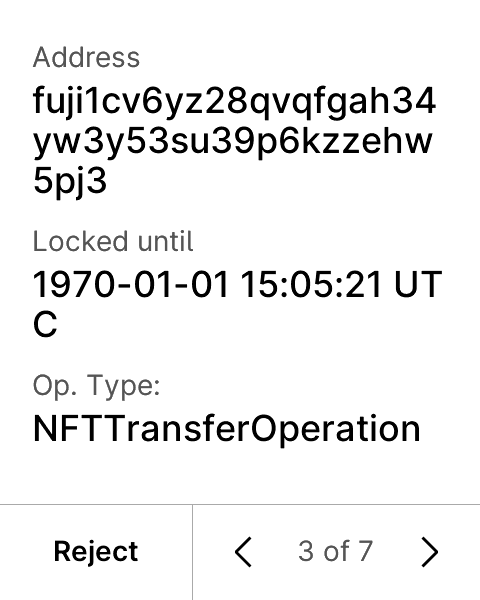 Address
fuji1cv6yz28qvqfgah34
yw3y53su39p6kzzehw
5pj3
Locked until
1970-01-01 15:05:21 UT
C
Op. Type:
NFTTransferOperation
Reject
3 of 7